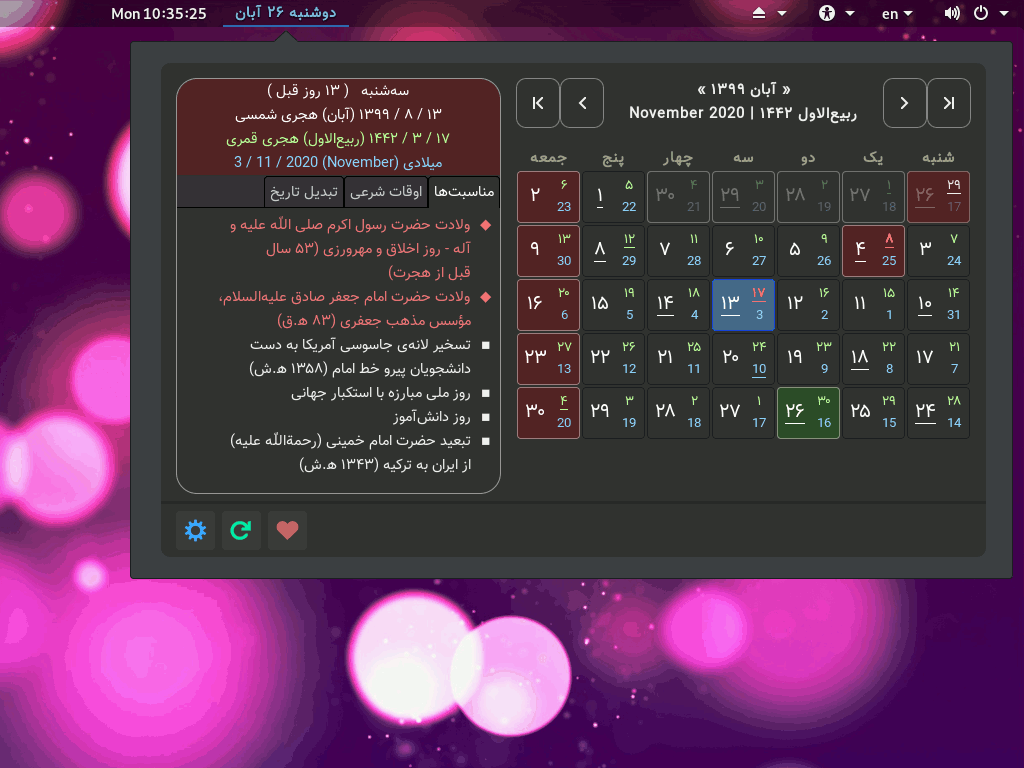 Mon 10:35:25
دوشنبه ۲۶ آبان
en
سه‌شنبه ( ۱۳ روز قبل )
۱۳ / ۸ / ۱۳۹۹ (آبان) هجری شمسی
۱۷ / ۳ / ۱۴۴۲ (ربیع‌الاول) هجری قمری
میلادی (November) 2020 / 11 / 3
مناسبت‌ها
اوقات شرعی
تبدیل تاریخ
ولادت حضرت رسول اکرم صلی اللّه علیه و
آله - روز اخلاق و مهرورزی (۵۳ سال
قبل از هجرت)
ولادت حضرت امام جعفر صادق علیه‌السلام،
مؤسس مذهب جعفری (۸۳ ه‍.ق)
تسخیر لانه‌ی جاسوسی آمریکا به دست
دانشجویان پیرو خط امام (۱۳۵۸ ه‍.ش)
روز ملی مبارزه با استکبار جهانی
روز دانش‌آموز
تبعید حضرت امام خمینی (رحمةاللّه علیه)
از ایران به ترکیه (۱۳۴۳ ه‍.ش)
« آبان ۱۳۹۹ »
ربیع‌الاول ۱۴۴۲ | November 2020
شنبه یک دو سه چهار پنج جمعه
۲۶ ۲۹ 17 ۲۷ ۱ 18 ۲۸ ۲ 19 ۲۹ ۳ 20 ۳۰ ۴ 21 ۱ ۵ 22 ۲ ۶ 23
۳ ۷ 24 ۴ ۸ 25 ۵ ۹ 26 ۶ ۱۰ 27 ۷ ۱۱ 28 ۸ ۱۲ 29 ۹ ۱۳ 30
۱۰ ۱۴ 31 ۱۱ ۱۵ 1 ۱۲ ۱۶ 2 ۱۳ ۱۷ 3 ۱۴ ۱۸ 4 ۱۵ ۱۹ 5 ۱۶ ۲۰ 6
۱۷ ۲۱ 7 ۱۸ ۲۲ 8 ۱۹ ۲۳ 9 ۲۰ ۲۴ 10 ۲۱ ۲۵ 11 ۲۲ ۲۶ 12 ۲۳ ۲۷ 13
۲۴ ۲۸ 14 ۲۵ ۲۹ 15 ۲۶ ۳۰ 16 ۲۷ ۱ 17 ۲۸ ۲ 18 ۲۹ ۳ 19 ۳۰ ۴ 20